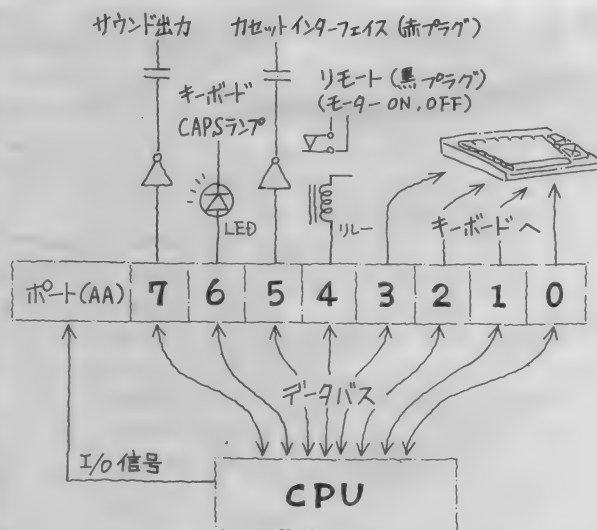 サウンド出力
カセットインターフェイス(赤プラグ)
リモート(黒プラグ)
(モーターON,OFF)
キーボード
CAPSランプ
LED
リレー
キーボードへ
ポート(AA) 7 6 5 4 3 2 1 0
データバス
I/O信号
CPU